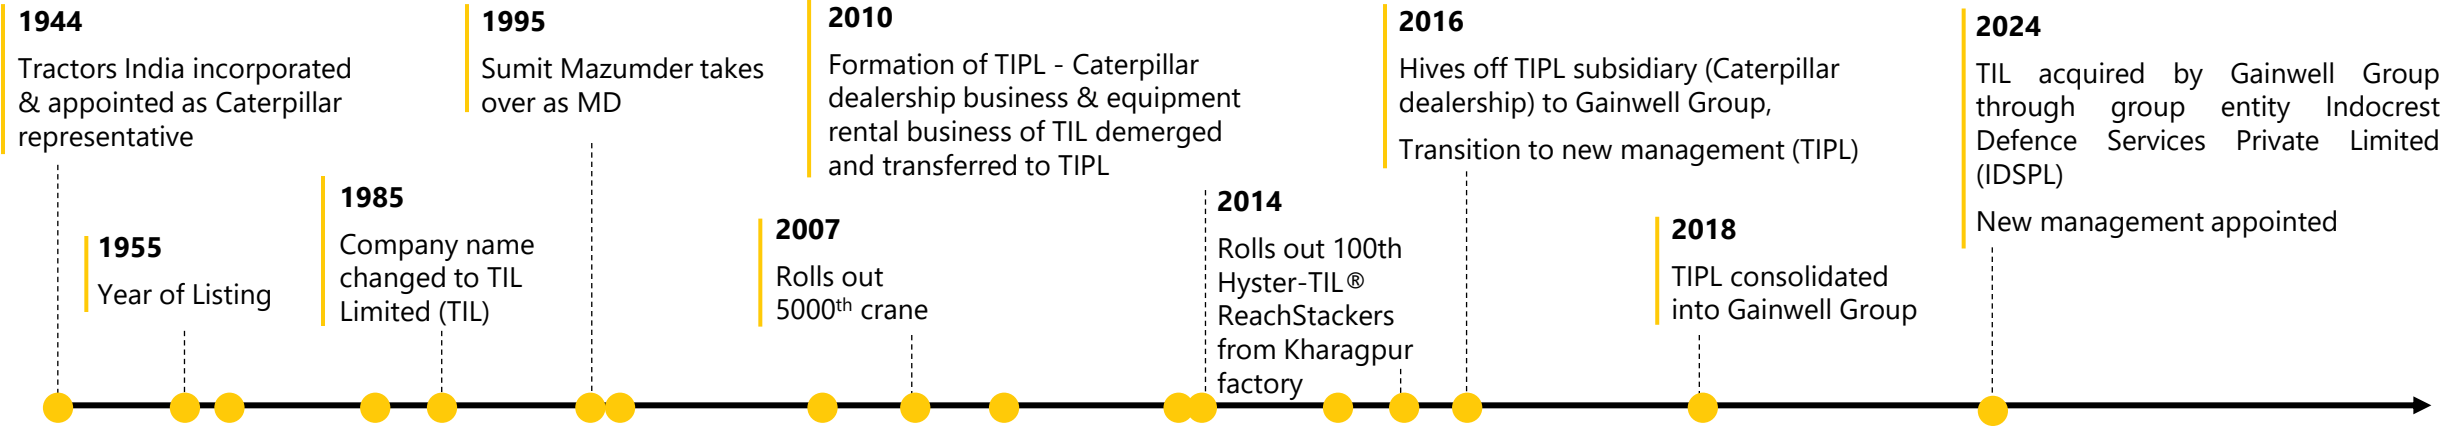 1944
Tractors India incorporated
& appointed as Caterpillar
representative
1955
Year of Listing
1985
Company name
changed to TIL
Limited (TIL)
1995
Sumit Mazumder takes
over as MD
2007
Rolls out
5000th crane
2010
Formation of TIPL - Caterpillar
dealership business & equipment
rental business of TIL demerged
and transferred to TIPL
2014
Rolls out 100th
Hyster-TIL®
ReachStackers
from Kharagpur
factory
2016
Hives off TIPL subsidiary (Caterpillar
dealership) to Gainwell Group,
Transition to new management (TIPL)
2018
TIPL consolidated
into Gainwell Group
2024
TIL acquired by Gainwell Group
through group entity Indocrest
Defence Services Private Limited
(IDSPL)
New management appointed